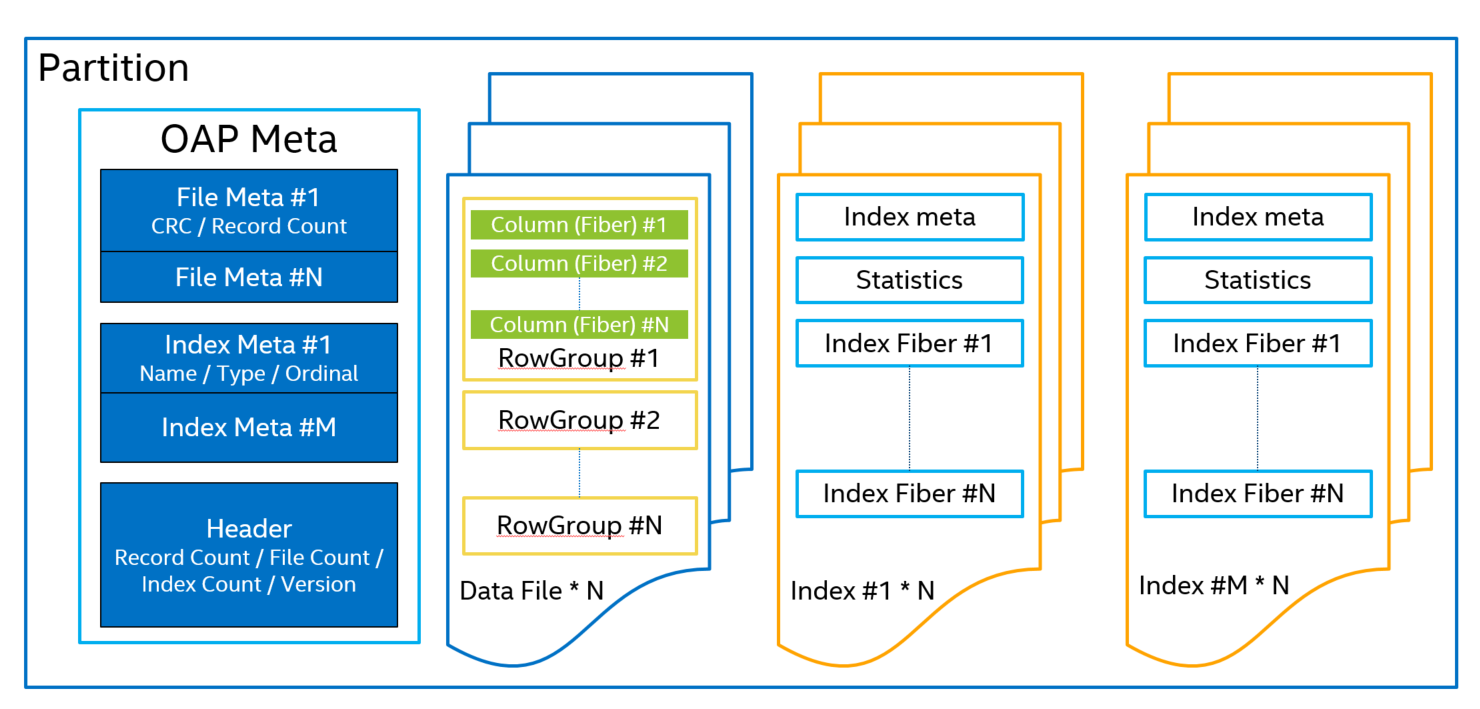 Partition
OAP Meta
File Meta #1
CRC / Record Count
File Meta #N
Index Meta #1
Name / Type / Ordinal
Index Meta #M
Header
Record Count / File Count /
Index Count / Version
Column (Fiber) #1
Column (Fiber) #2
Column (Fiber) #N
RowGroup #1
RowGroup #2
RowGroup #N
Data File * N
Index meta
Statistics
Index Fiber #1
Index Fiber #N
Index #1 * N
Index meta
Statistics
Index Fiber #1
Index Fiber #N
Index #M * N